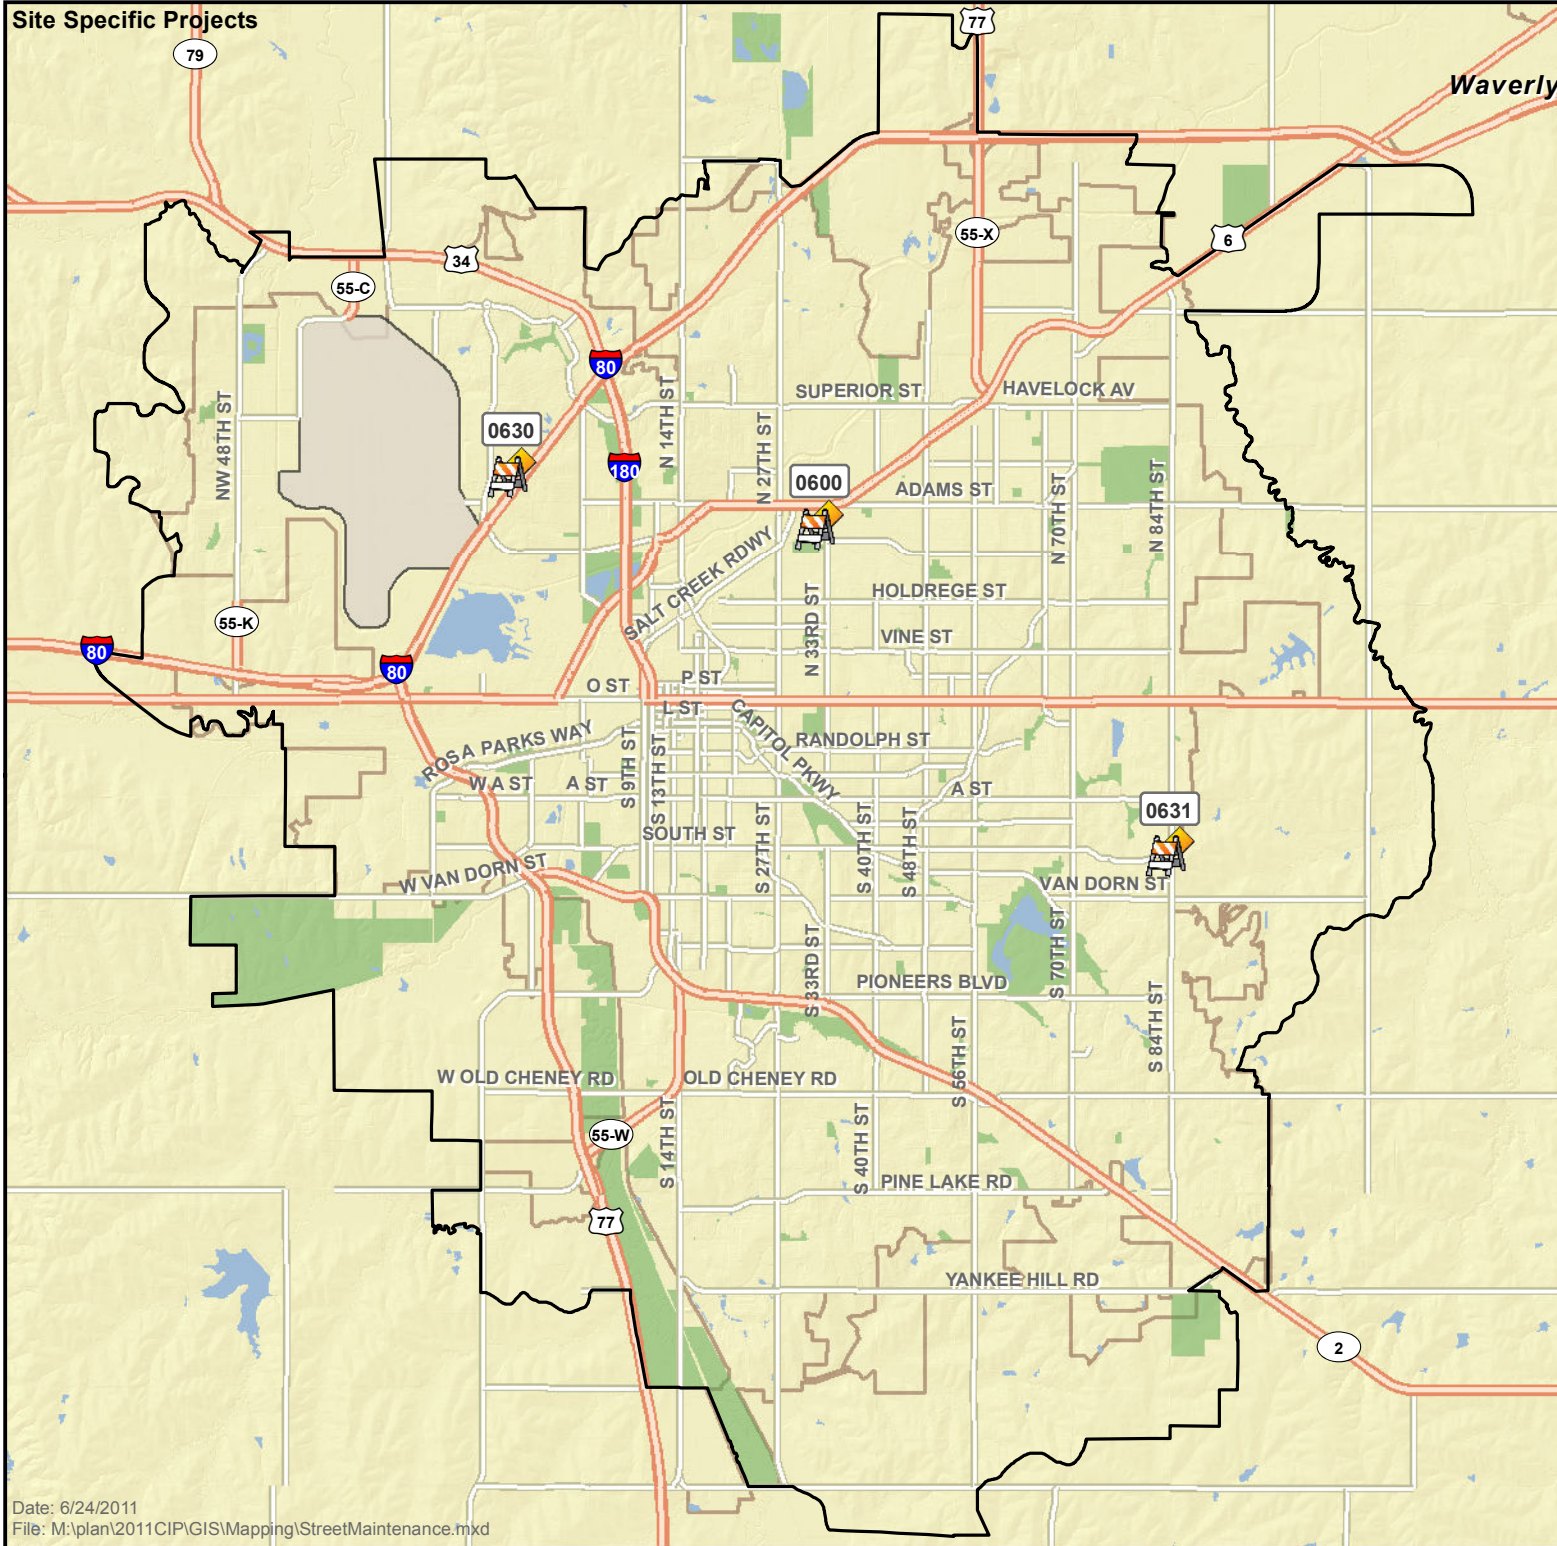 Site Specific Projects
77
79
Waverly
55-X
6
34
55-C
80
SUPERIOR ST
HAVELOCK AV
N 14TH ST
NW 48TH ST
0630
N 27TH ST
180
0600
ADAMS ST
N 70TH ST
N 84TH ST
SALT CREEK RDWY
HOLDREGE ST
55-K
N 33RD ST
VINE ST
80
80
O ST
P ST
L ST
CAPITOL PKWY
ROSA PARKS WAY
RANDOLPH ST
S 9TH ST
S 13TH ST
W A ST
A ST
A ST
0631
SOUTH ST
S 27TH ST
S 40TH ST
S 48TH ST
W VAN DORN ST
VAN DORN ST
S 70TH ST
S 33RD ST
PIONEERS BLVD
S 84TH ST
S 56TH ST
W OLD CHENEY RD
OLD CHENEY RD
55-W
S 14TH ST
S 40TH ST
PINE LAKE RD
77
YANKEE HILL RD
2
Date: 6/24/2011
File: M:\plan\2011CIP\GIS\Mapping\StreetMaintenance.mxd